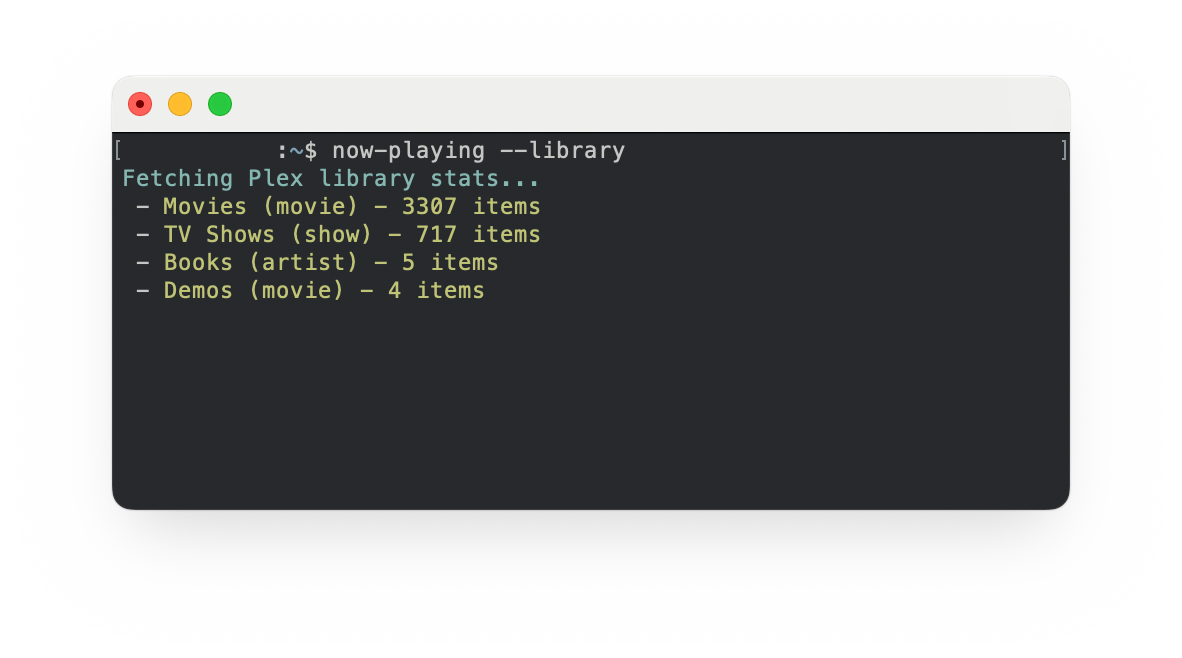 [ :~$ now-playing --library ]
Fetching Plex library stats...
- Movies (movie) – 3307 items
- TV Shows (show) – 717 items
- Books (artist) – 5 items
- Demos (movie) – 4 items